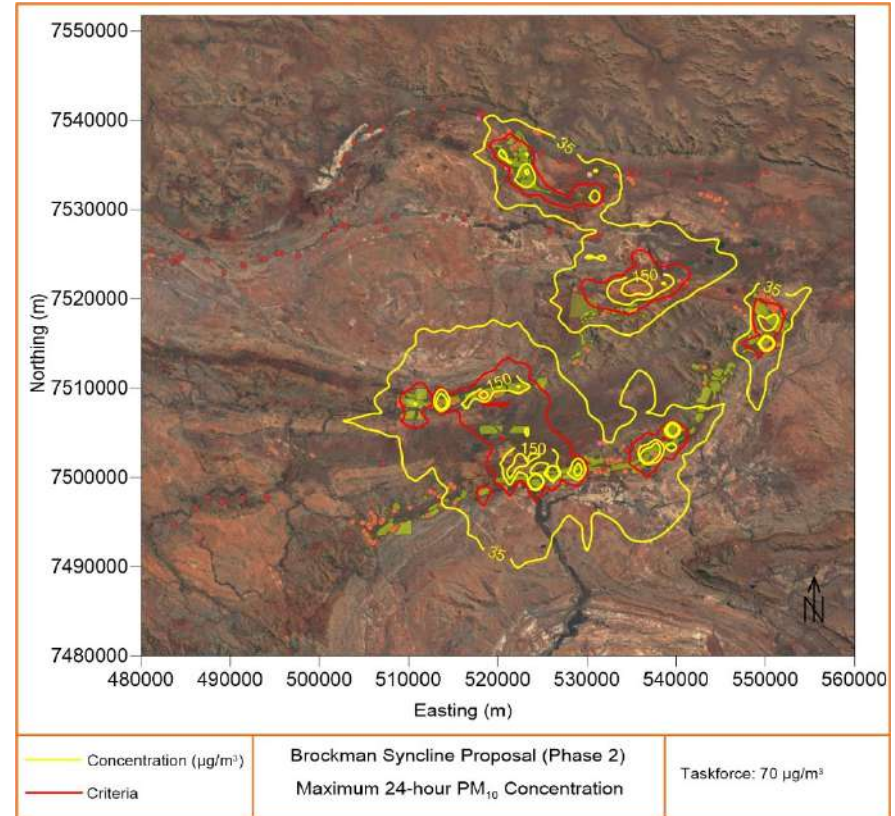 7550000
7540000
7530000
7520000
7510000
7500000
7490000
7480000
Northing (m)
35
150
35
150
150
35
480000 490000 500000 510000 520000 530000 540000 550000 560000
Easting (m)
N
Concentration (µg/m³)
Criteria
Brockman Syncline Proposal (Phase 2)
Maximum 24-hour PM₁₀ Concentration
Taskforce: 70 µg/m³